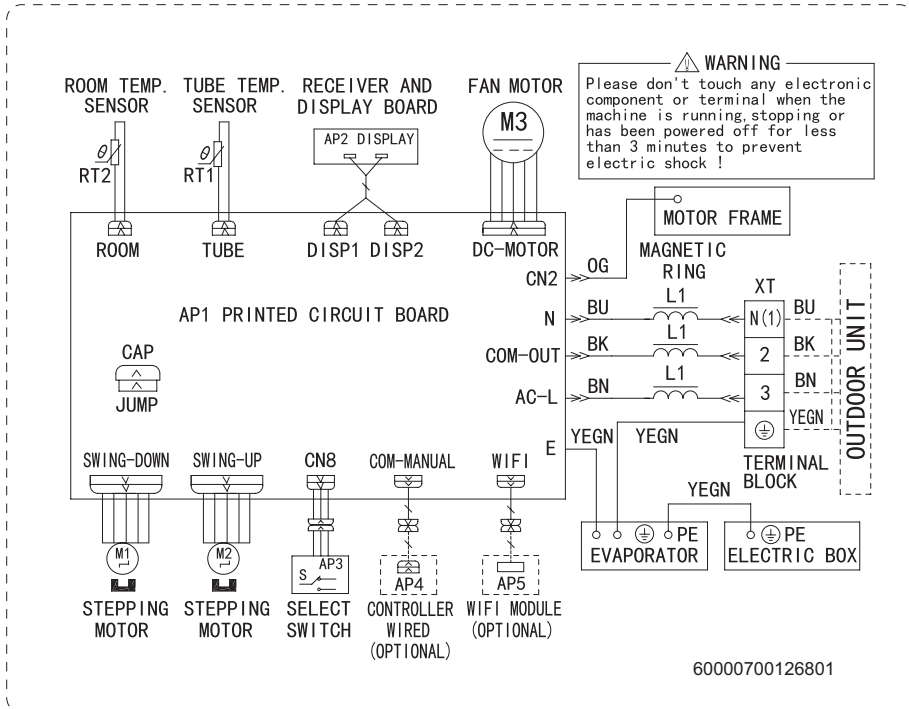 WARNING
Please don't touch any electronic
component or terminal when the
machine is running, stopping or
has been powered off for less
than 3 minutes to prevent
electric shock !
ROOM TEMP.
SENSOR
TUBE TEMP.
SENSOR
RECEIVER AND
DISPLAY BOARD
FAN MOTOR
AP2 DISPLAY
M3
θ
RT2
θ
RT1
MOTOR FRAME
ROOM
TUBE
DISP1
DISP2
DC-MOTOR
MAGNETIC
RING
CN2
OG
XT
AP1 PRINTED CIRCUIT BOARD
N
BU
L1
N(1)
BU
COM-OUT
BK
L1
2
BK
CAP
JUMP
AC-L
BN
L1
3
BN
YEGN
OUTDOOR UNIT
E
YEGN
YEGN
TERMINAL
BLOCK
SWING-DOWN
SWING-UP
CN8
COM-MANUAL
WIFI
YEGN
PE
EVAPORATOR
PE
ELECTRIC BOX
M1
M2
S
AP3
AP4
AP5
STEPPING
MOTOR
STEPPING
MOTOR
SELECT
SWITCH
CONTROLLER
WIRED
(OPTIONAL)
WIFI MODULE
(OPTIONAL)
60000700126801